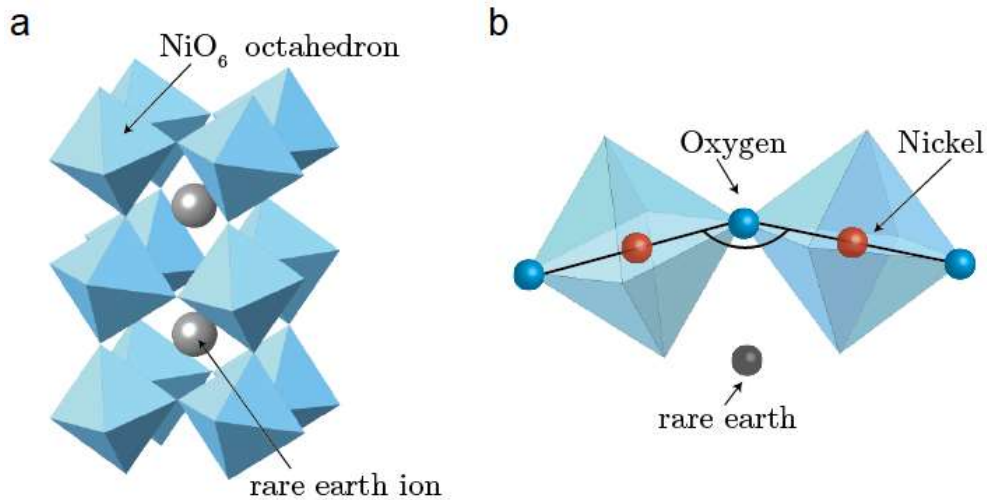 a
NiO₆ octahedron
rare earth ion
b
Oxygen
Nickel
rare earth